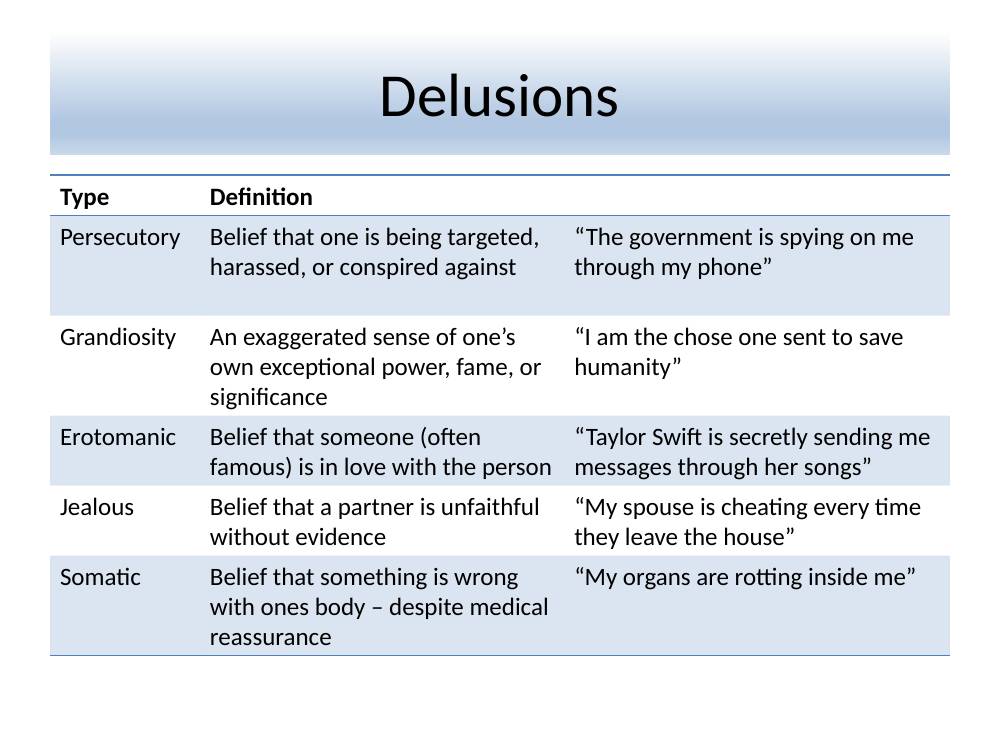 Delusions
Type Definition
Persecutory Belief that one is being targeted, “The government is spying on me
harassed, or conspired against through my phone”
Grandiosity An exaggerated sense of one’s “I am the chose one sent to save
own exceptional power, fame, or humanity”
significance
Erotomanic Belief that someone (often “Taylor Swift is secretly sending me
famous) is in love with the person messages through her songs”
Jealous Belief that a partner is unfaithful “My spouse is cheating every time
without evidence they leave the house”
Somatic Belief that something is wrong “My organs are rotting inside me”
with ones body – despite medical
reassurance